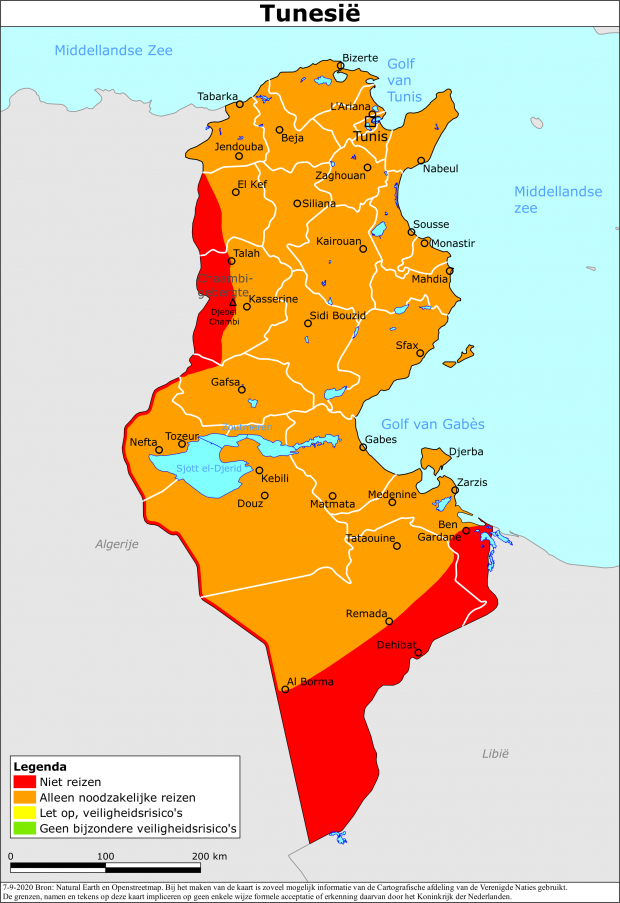 Tunesië
Middellandse Zee
Bizerte
Golf
van
Tunis
Tabarka
L'Ariana
Tunis
Beja
Jendouba
Nabeul
Zaghouan
El Kef
Siliana
Middellandse
zee
Sousse
Kairouan
Monastir
Talah
Mahdia
Chaambi-
gebergte
Kasserine
Djebel
Chambi
Sidi Bouzid
Sfax
Gafsa
Golf van Gabès
Nefta
Tozeur
Gabes
Djerba
Sjott el-Djerid
Kebili
Zarzis
Douz
Matmata
Medenine
Ben
Gardane
Tataouine
Algerije
Remada
Dehibat
Al Borma
Libië
Legenda
Niet reizen
Alleen noodzakelijke reizen
Let op, veiligheidsrisico's
Geen bijzondere veiligheidsrisico's
0 100 200 km
7-9-2020 Bron: Natural Earth en Openstreetmap. Bij het maken van de kaart is zoveel mogelijk informatie van de Cartografische afdeling van de Verenigde Naties gebruikt.
De grenzen, namen en tekens op deze kaart impliceren op geen enkele wijze formele acceptatie of erkenning daarvan door het Koninkrijk der Nederlanden.